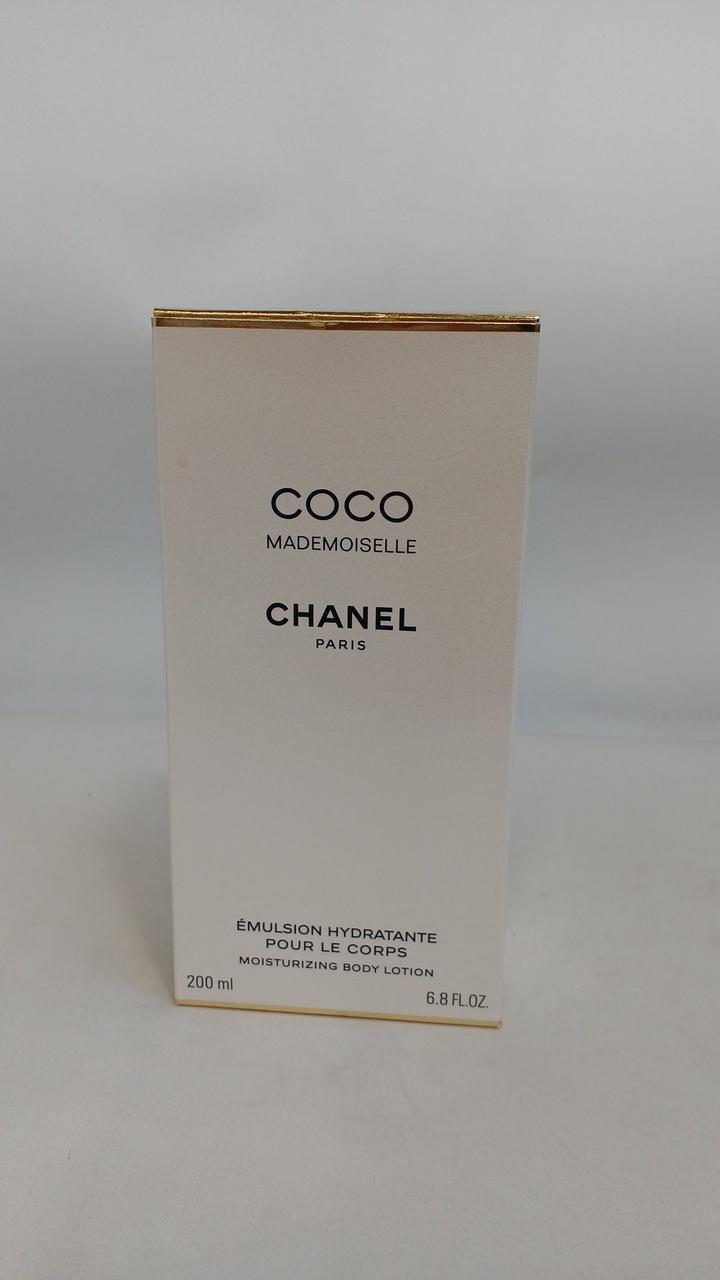 COCO
MADEMOISELLE
CHANEL
PARIS
ÉMULSION HYDRATANTE
POUR LE CORPS
MOISTURIZING BODY LOTION
200 ml
6.8 FL.OZ.